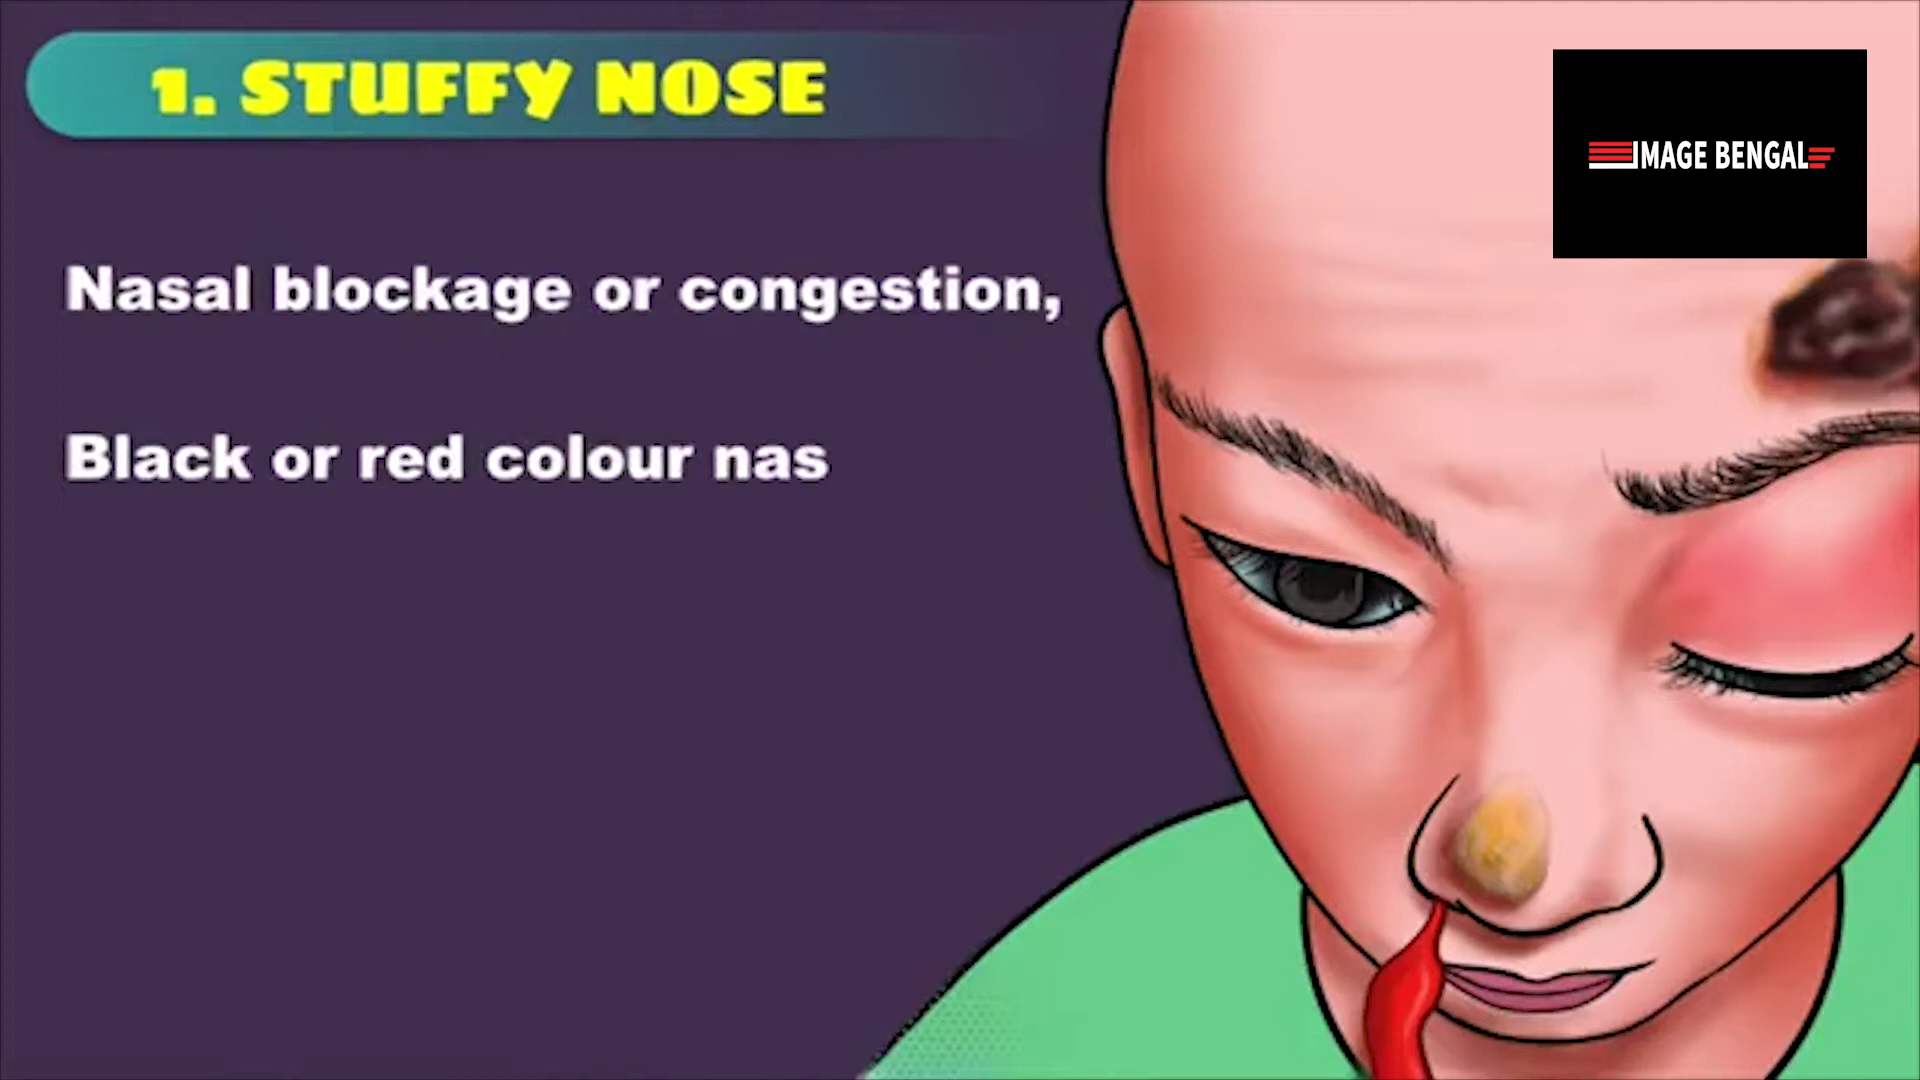 1. STUFFY NOSE
IMAGE BENGAL
Nasal blockage or congestion,
Black or red colour nas